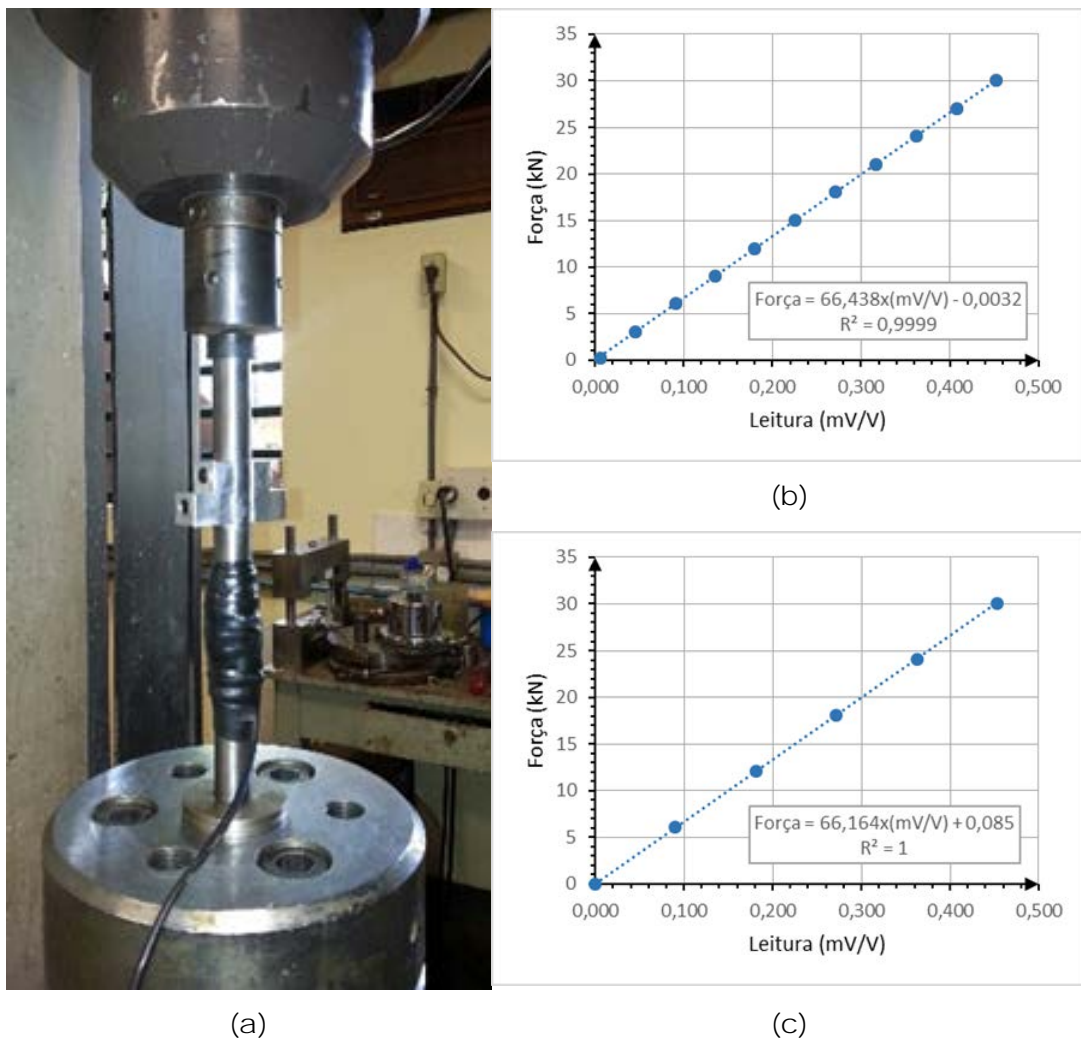 35
30
25
20
15
10
5
0
Força (kN)
Força = 66,438x(mV/V) - 0,0032
R² = 0,9999
0,000 0,100 0,200 0,300 0,400 0,500
Leitura (mV/V)
(b)
35
30
25
20
15
10
5
0
Força (kN)
Força = 66,164x(mV/V) + 0,085
R² = 1
0,000 0,100 0,200 0,300 0,400 0,500
Leitura (mV/V)
(a)
(c)